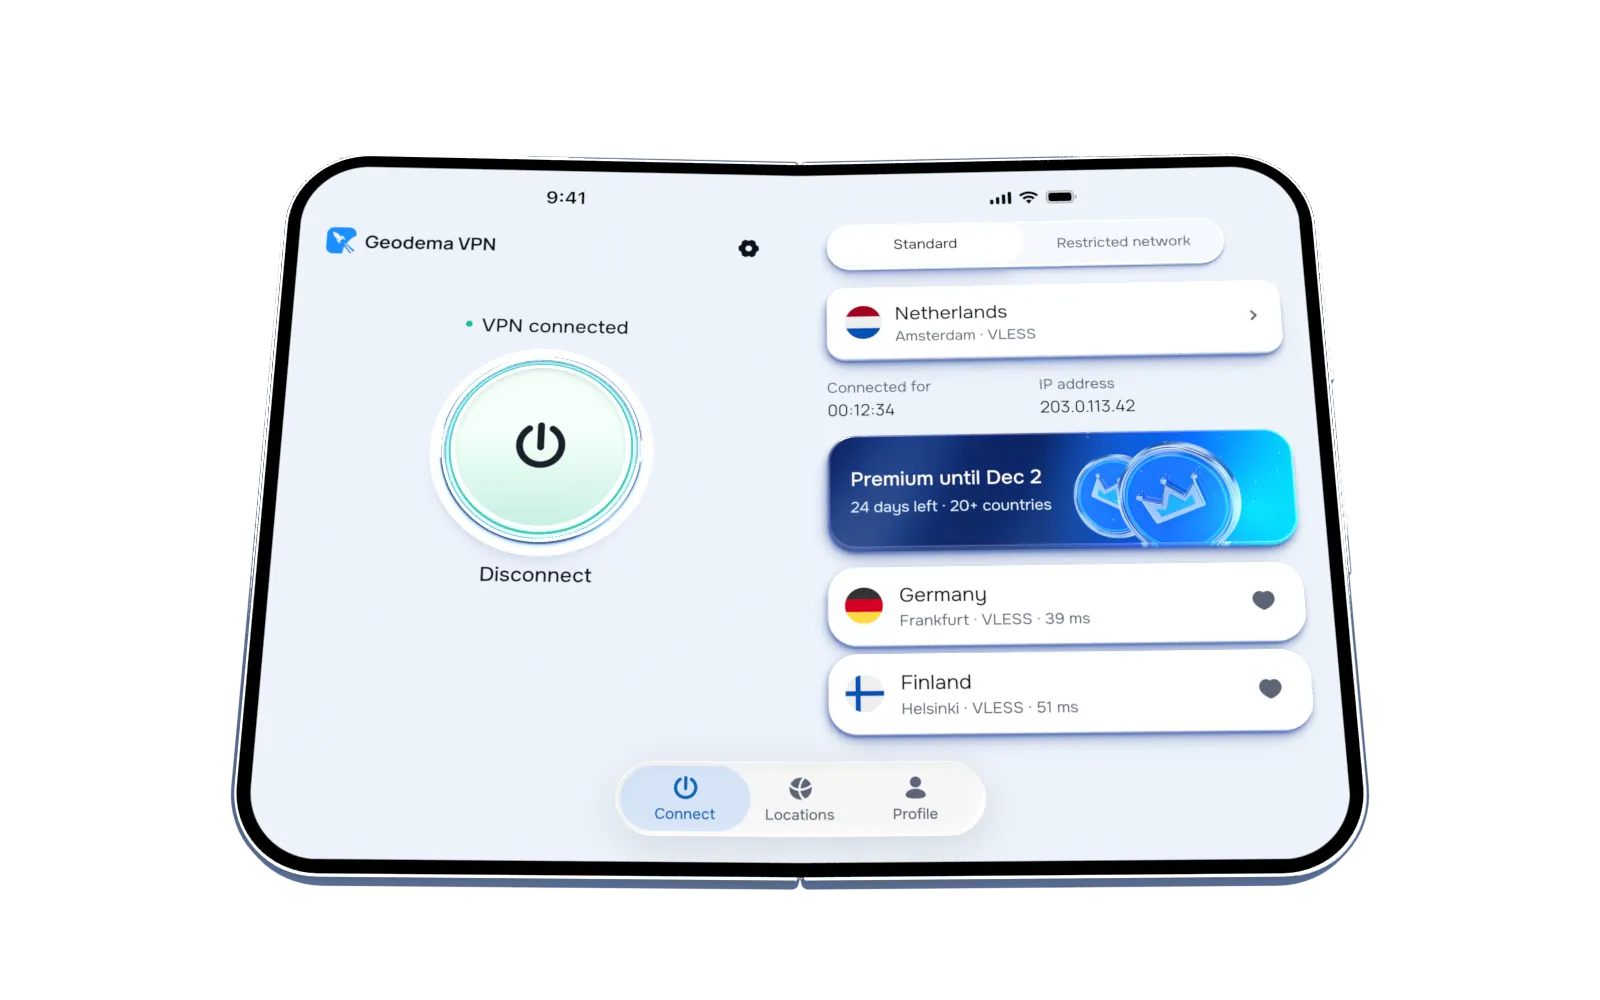 9:41
Geodema VPN
VPN connected
Disconnect
Standard
Restricted network
Netherlands
Amsterdam · VLESS
Connected for
00:12:34
IP address
203.0.113.42
Premium until Dec 2
24 days left · 20+ countries
Germany
Frankfurt · VLESS · 39 ms
Finland
Helsinki · VLESS · 51 ms
Connect
Locations
Profile